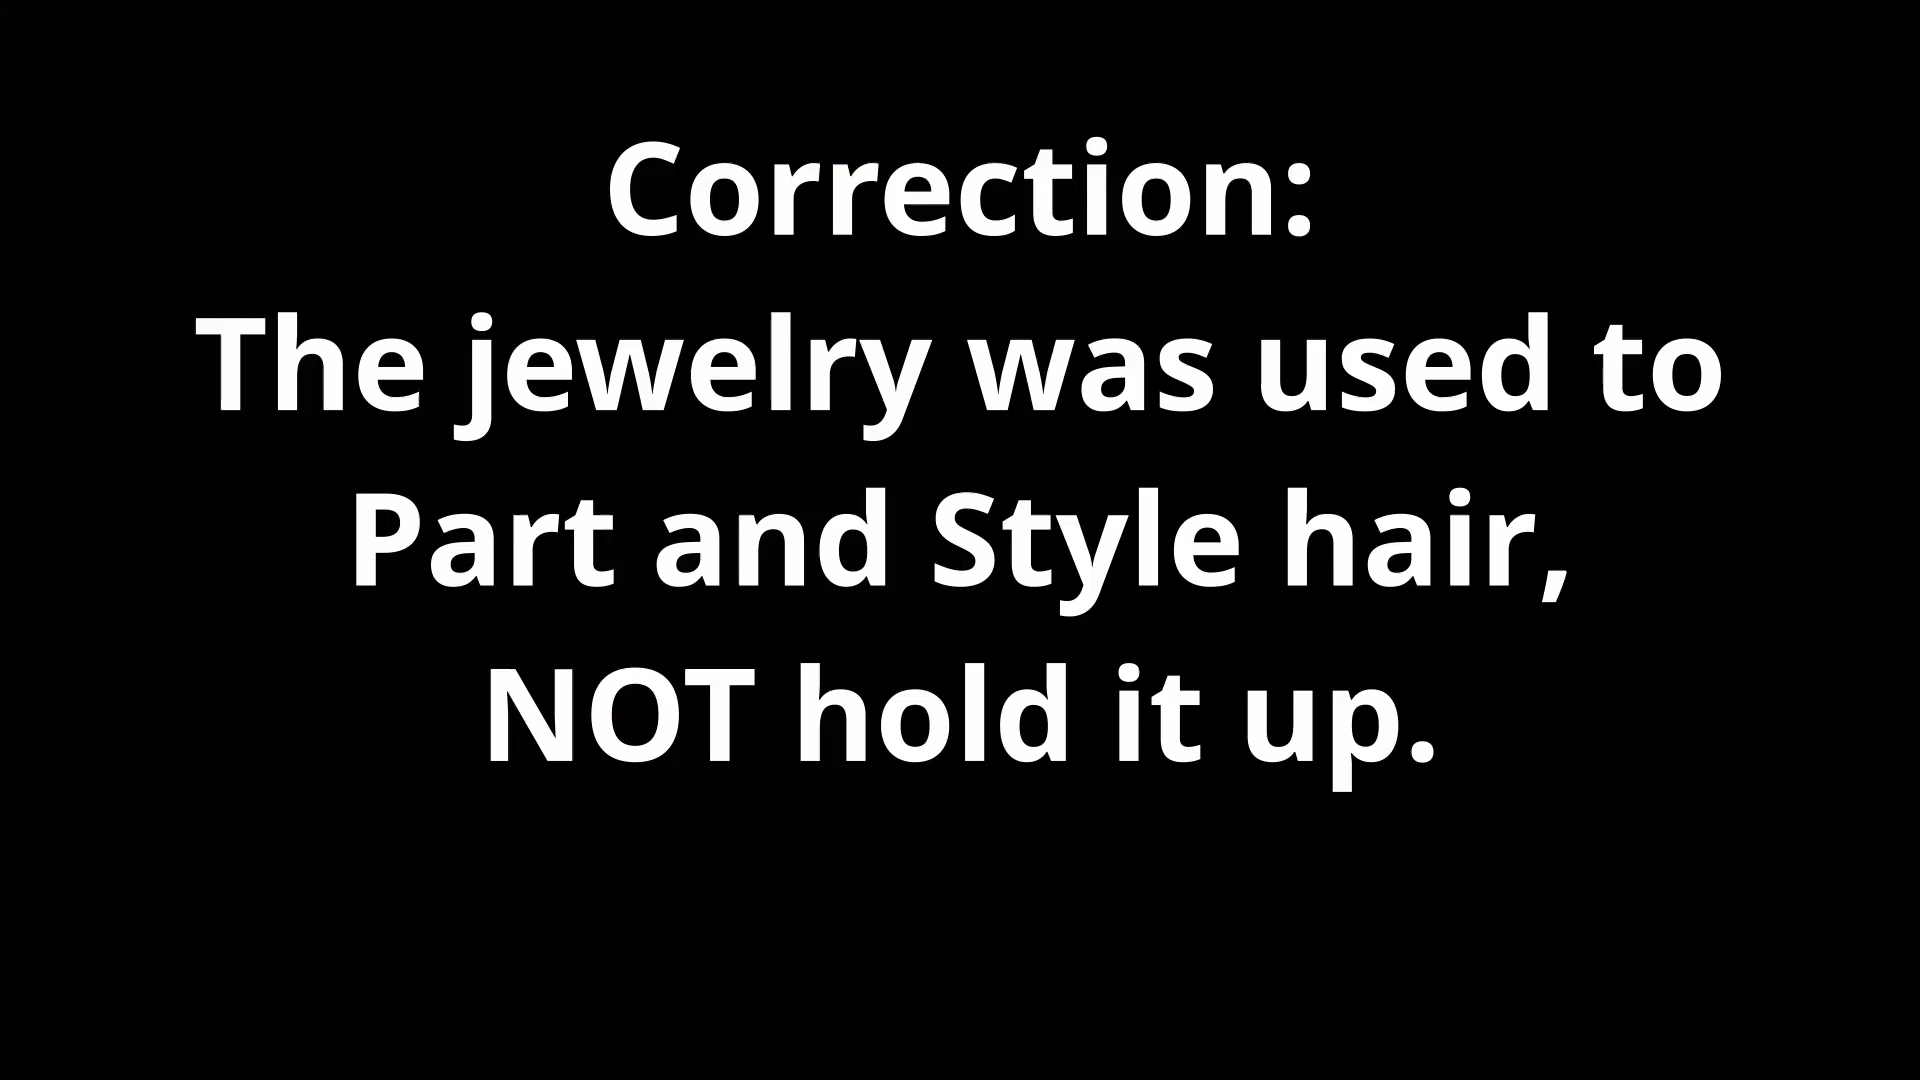 Correction:
The jewelry was used to
Part and Style hair,
NOT hold it up.